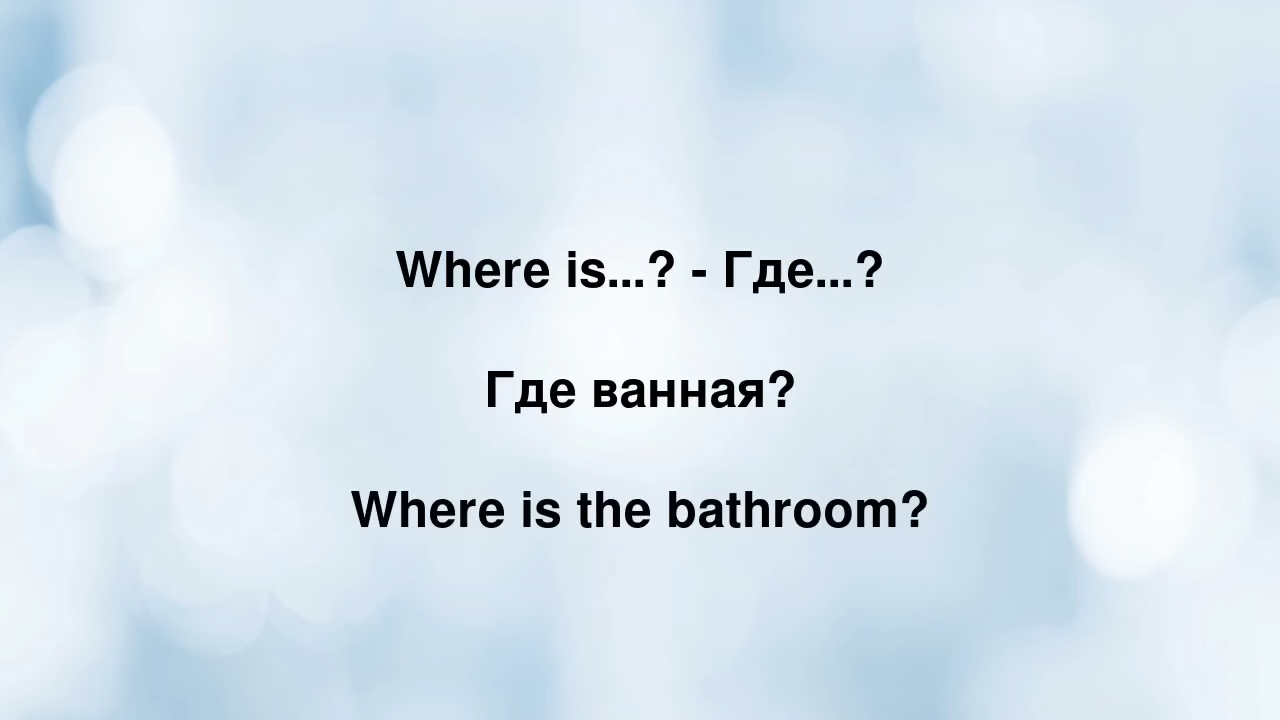 Where is...? - Где...?
Где ванная?
Where is the bathroom?